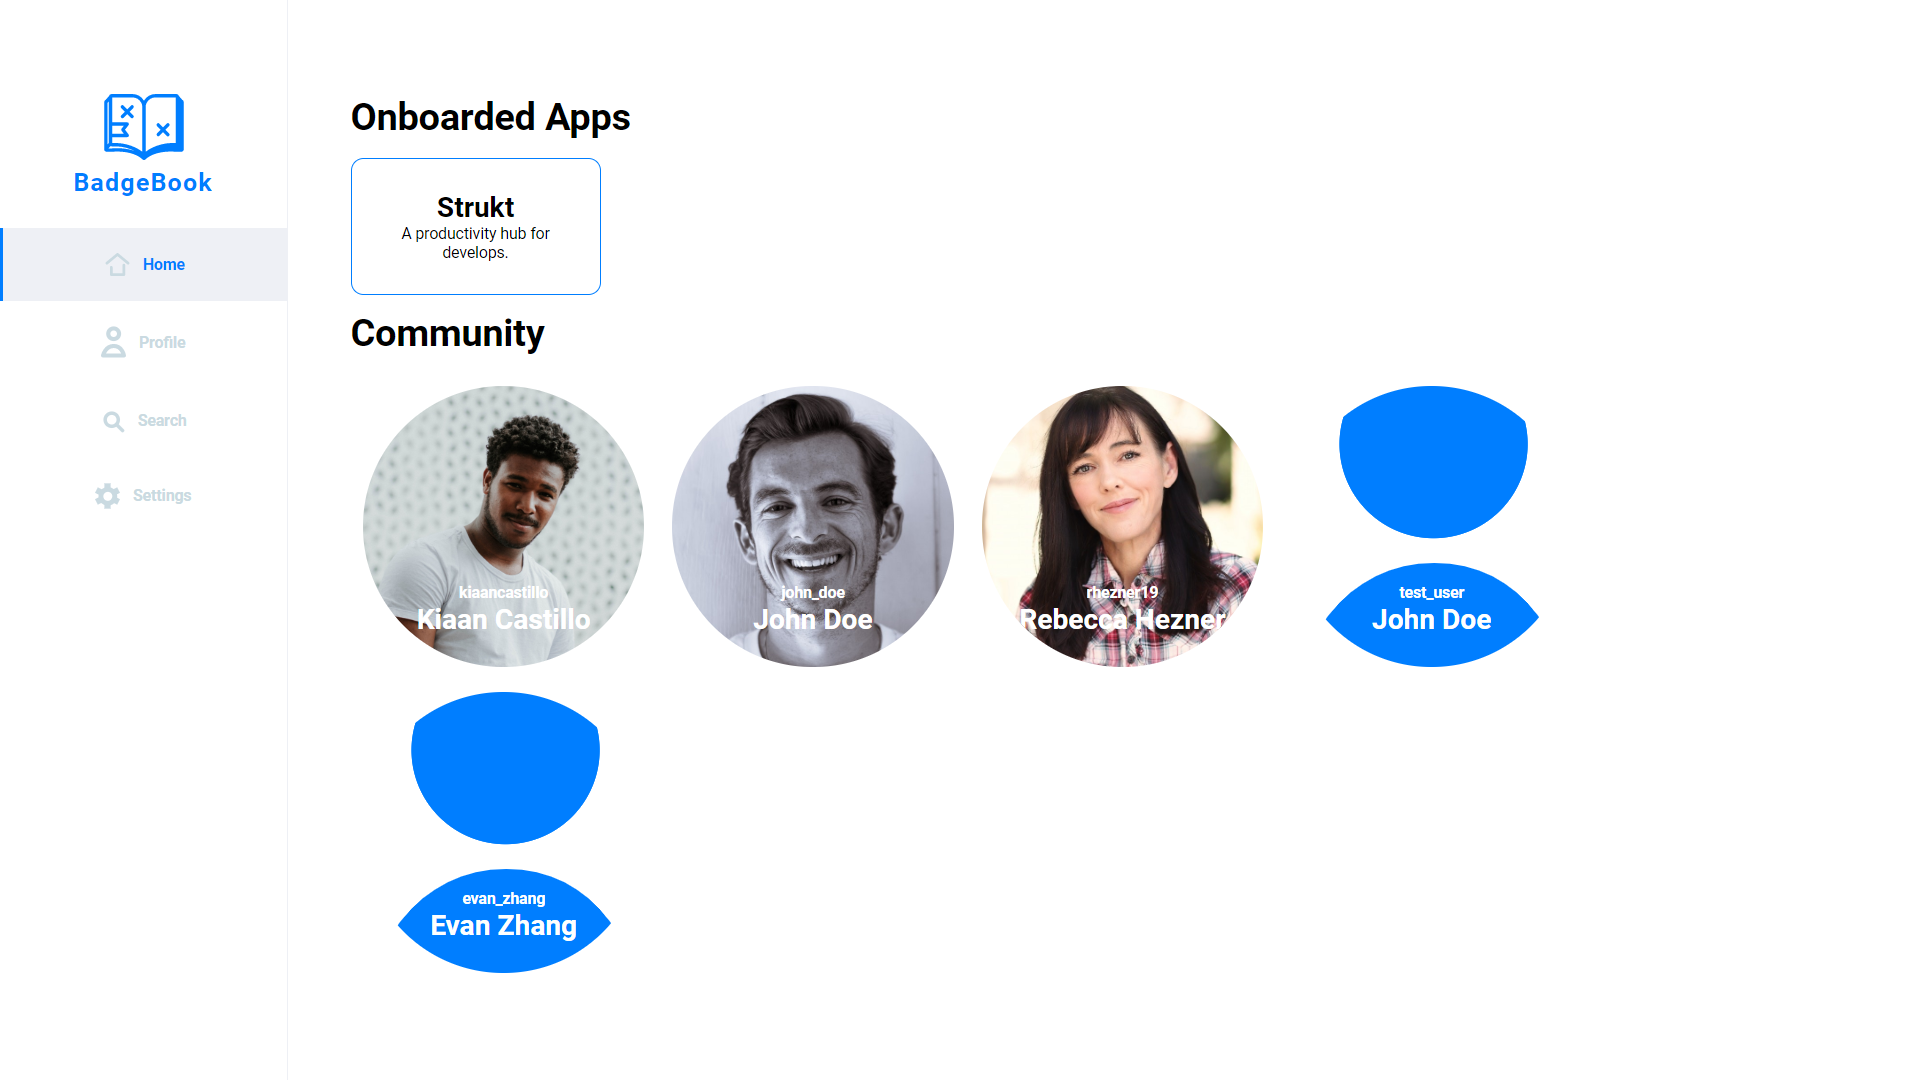 BadgeBook
Home
Profile
Search
Settings
Onboarded Apps
Strukt
A productivity hub for
develops.
Community
kiaancastillo
Kiaan Castillo
john_doe
John Doe
rhezner19
Rebecca Hezner
test_user
John Doe
evan_zhang
Evan Zhang